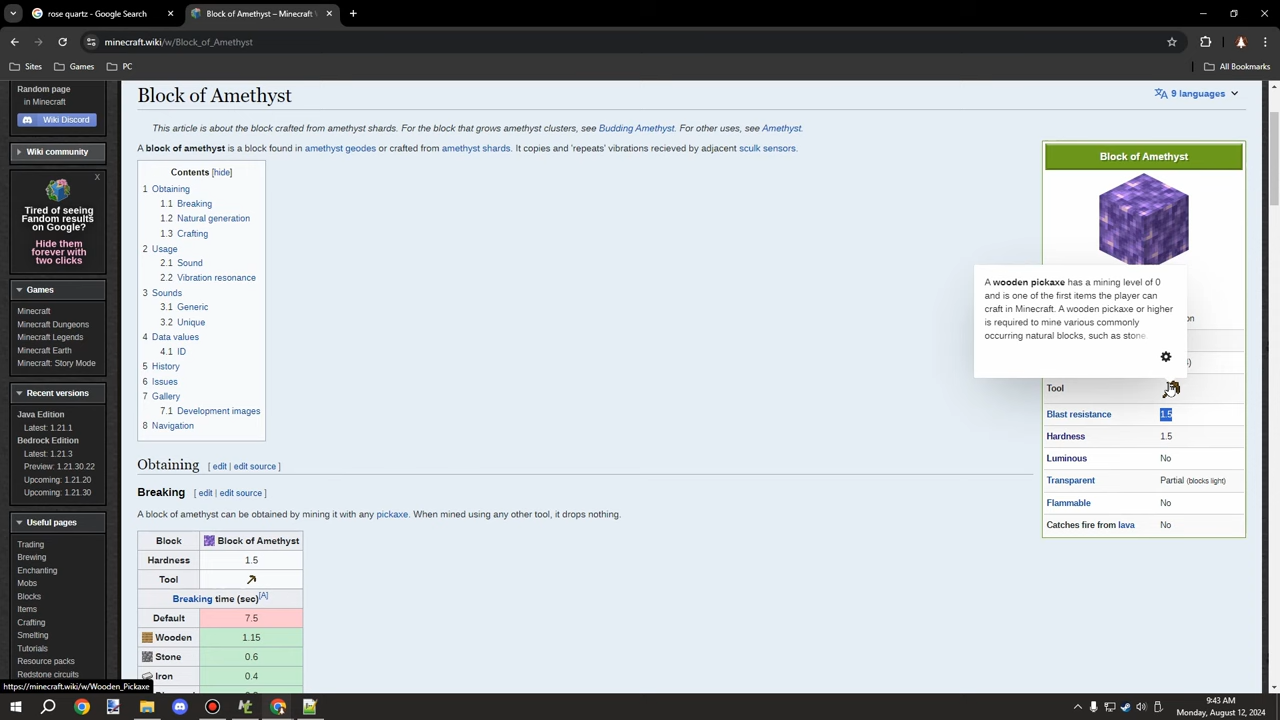 rose quartz - Google Search
Block of Amethyst – Minecraft W
minecraft.wiki/w/Block_of_Amethyst
Sites
Games
PC
All Bookmarks
Random page
in Minecraft
Wiki Discord
Wiki community
X
Tired of seeing
Fandom results
on Google?
Hide them
forever with
two clicks
Games
Minecraft
Minecraft Dungeons
Minecraft Legends
Minecraft Earth
Minecraft: Story Mode
Recent versions
Java Edition
Latest: 1.21.1
Bedrock Edition
Latest: 1.21.3
Preview: 1.21.30.22
Upcoming: 1.21.20
Upcoming: 1.21.30
Useful pages
Trading
Brewing
Enchanting
Mobs
Blocks
Items
Crafting
Smelting
Tutorials
Resource packs
Redstone circuits
Block of Amethyst
9 languages
This article is about the block crafted from amethyst shards. For the block that grows amethyst clusters, see Budding Amethyst. For other uses, see Amethyst.
A block of amethyst is a block found in amethyst geodes or crafted from amethyst shards. It copies and 'repeats' vibrations recieved by adjacent sculk sensors.
Contents [hide]
1 Obtaining
1.1 Breaking
1.2 Natural generation
1.3 Crafting
2 Usage
2.1 Sound
2.2 Vibration resonance
3 Sounds
3.1 Generic
3.2 Unique
4 Data values
4.1 ID
5 History
6 Issues
7 Gallery
7.1 Development images
8 Navigation
Obtaining [ edit | edit source ]
Breaking [ edit | edit source ]
A block of amethyst can be obtained by mining it with any pickaxe. When mined using any other tool, it drops nothing.
Block Block of Amethyst
Hardness 1.5
Tool
Breaking time (sec)[A]
Default 7.5
Wooden 1.15
Stone 0.6
Iron 0.4
Block of Amethyst
A wooden pickaxe has a mining level of 0
and is one of the first items the player can
craft in Minecraft. A wooden pickaxe or higher
is required to mine various commonly
occurring natural blocks, such as stone
Tool
Blast resistance 1.5
Hardness 1.5
Luminous No
Transparent Partial (blocks light)
Flammable No
Catches fire from lava No
https://minecraft.wiki/w/Wooden_Pickaxe
9:43 AM
Monday, August 12, 2024